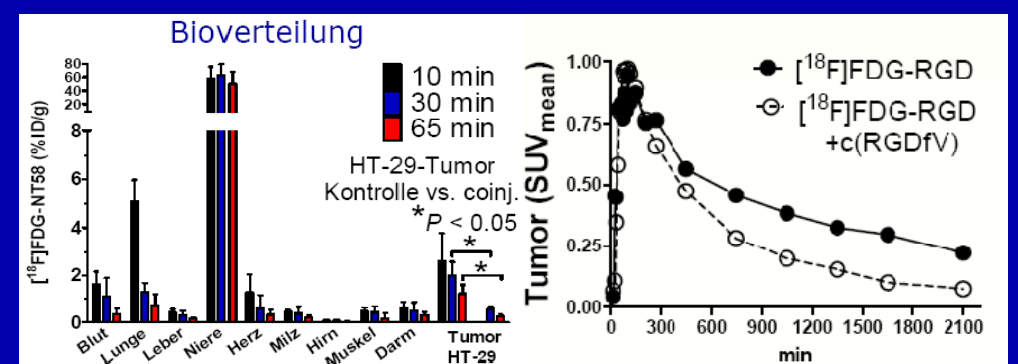 Bioverteilung
[¹⁸F]FDG-NT58 (%ID/g)
80
60
40
20
8
6
4
2
0
10 min
30 min
65 min
HT-29-Tumor
Kontrolle vs. coinj.
*P < 0.05
*
*
Blut
Lunge
Leber
Niere
Herz
Milz
Hirn
Muskel
Darm
Tumor
HT-29
Tumor (SUVmean)
1.00
0.75
0.50
0.25
0.00
[¹⁸F]FDG-RGD
[¹⁸F]FDG-RGD
+c(RGDfV)
0 300 600 900 1200 1500 1800 2100
min